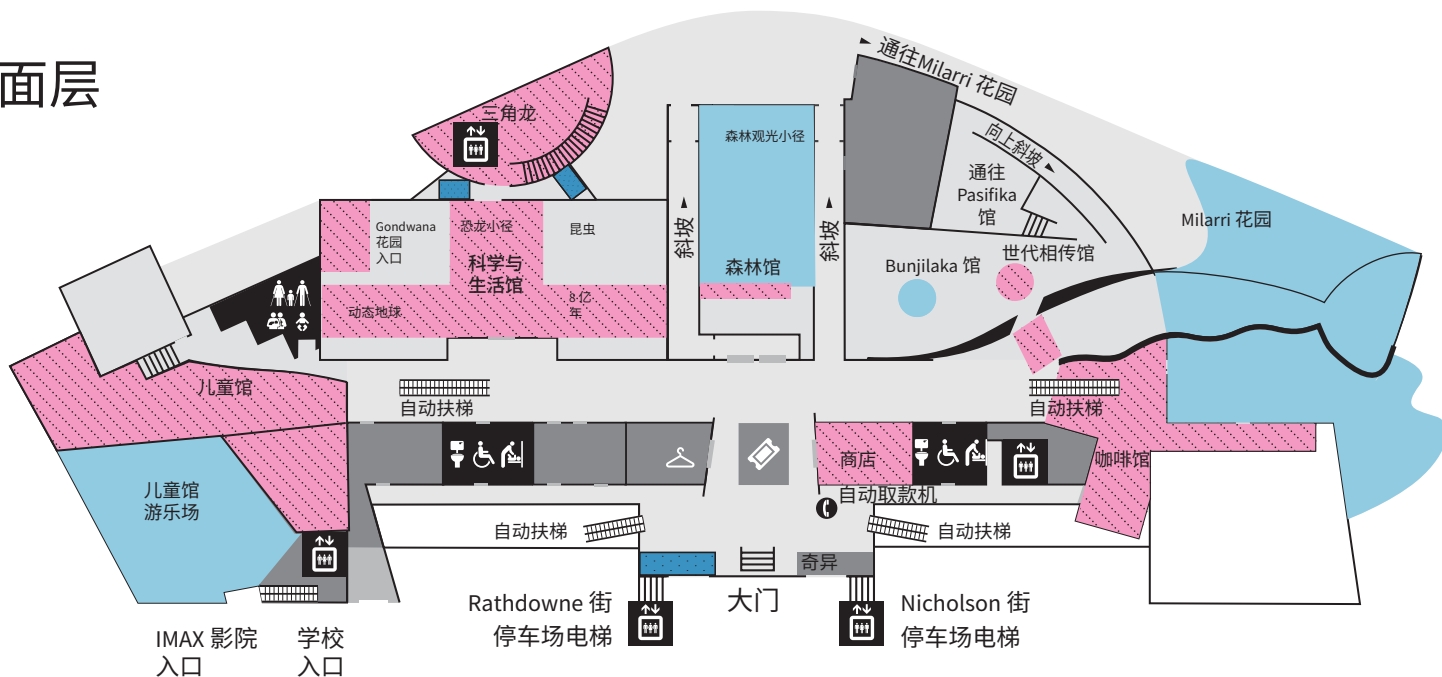 面层
通往Milarri 花园
三角龙
森林观光小径
向上斜坡
通往
Pasifika
馆
Milarri 花园
Gondwana
花园
入口
恐龙小径
昆虫
科学与
生活馆
斜坡
斜坡
森林馆
Bunjilaka 馆
世代相传馆
动态地球
8 亿
年
儿童馆
自动扶梯
自动扶梯
商店
咖啡馆
儿童馆
游乐场
自动取款机
自动扶梯
自动扶梯
奇异
大门
Rathdowne 街
停车场电梯
Nicholson 街
停车场电梯
IMAX 影院
入口
学校
入口